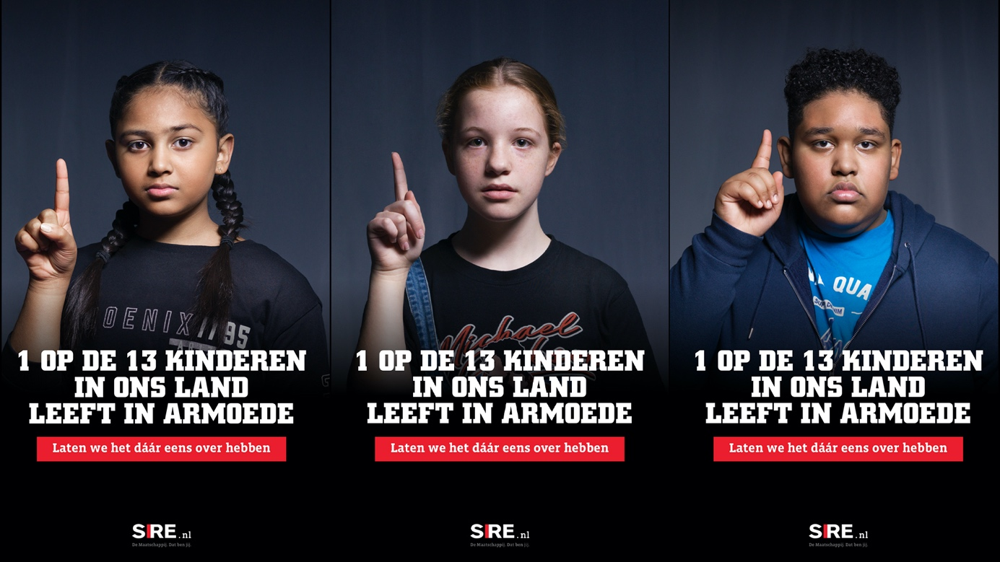 OENIX // 95
1 OP DE 13 KINDEREN
IN ONS LAND
LEEFT IN ARMOEDE
Laten we het dáár eens over hebben
SIRE.nl
De Maatschappij. Dat ben jij.
Michael
1 OP DE 13 KINDEREN
IN ONS LAND
LEEFT IN ARMOEDE
Laten we het dáár eens over hebben
SIRE.nl
De Maatschappij. Dat ben jij.
QUA
1 OP DE 13 KINDEREN
IN ONS LAND
LEEFT IN ARMOEDE
Laten we het dáár eens over hebben
SIRE.nl
De Maatschappij. Dat ben jij.